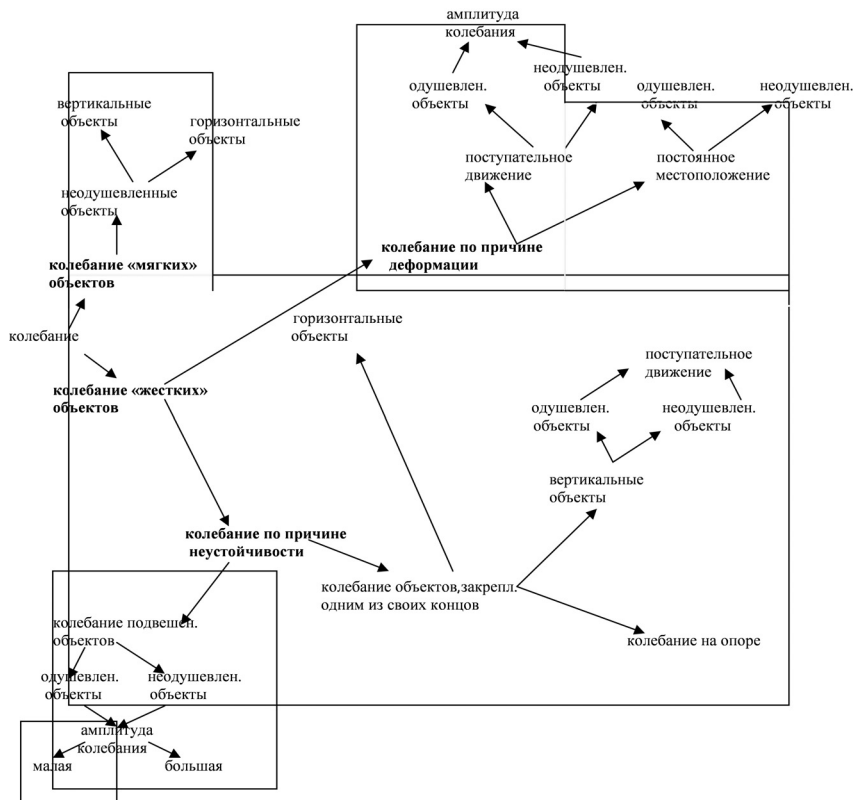 амплитуда
колебания
неодушевлен.
объекты
одушевлен.
объекты
одушевлен.
объекты
неодушевлен.
объекты
вертикальные
объекты
горизонтальные
объекты
поступательное
движение
постоянное
местоположение
неодушевленные
объекты
колебание по причине
деформации
колебание «мягких»
объектов
горизонтальные
объекты
колебание
поступательное
движение
колебание «жестких»
объектов
одушевлен.
объекты
неодушевлен.
объекты
вертикальные
объекты
колебание по причине
неустойчивости
колебание объектов,закрепл.
одним из своих концов
колебание подвешен.
объектов
колебание на опоре
одушевлен.
объекты
неодушевлен.
объекты
амплитуда
колебания
малая
большая